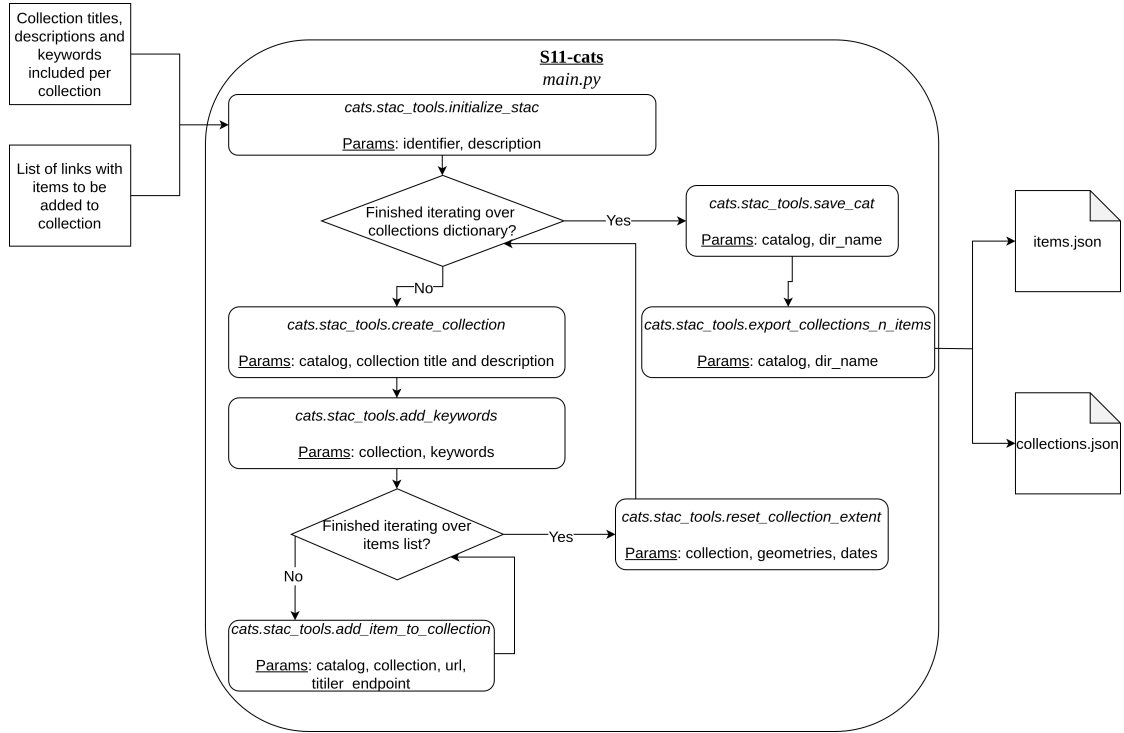 Collection titles,
descriptions and
keywords
included per
collection
List of links with
items to be
added to
collection
S11-cats
main.py
cats.stac_tools.initialize_stac
Params: identifier, description
Finished iterating over
collections dictionary?
Yes
No
cats.stac_tools.save_cat
Params: catalog, dir_name
cats.stac_tools.create_collection
Params: catalog, collection title and description
cats.stac_tools.export_collections_n_items
Params: catalog, dir_name
cats.stac_tools.add_keywords
Params: collection, keywords
Finished iterating over
items list?
Yes
No
cats.stac_tools.reset_collection_extent
Params: collection, geometries, dates
cats.stac_tools.add_item_to_collection
Params: catalog, collection, url,
titiler_endpoint
items.json
collections.json